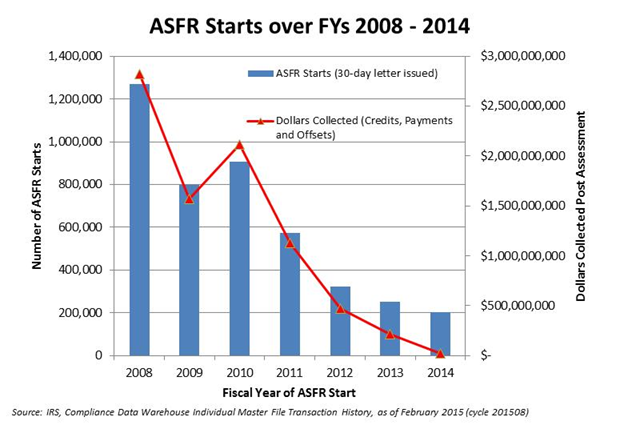 ASFR Starts over FYs 2008 - 2014
1,400,000
1,200,000
1,000,000
800,000
600,000
400,000
200,000
0
Number of ASFR Starts
ASFR Starts (30-day letter issued)
Dollars Collected (Credits, Payments
and Offsets)
$3,000,000,000
$2,500,000,000
$2,000,000,000
$1,500,000,000
$1,000,000,000
$500,000,000
$-
Dollars Collected Post Assessment
2008 2009 2010 2011 2012 2013 2014
Fiscal Year of ASFR Start
Source: IRS, Compliance Data Warehouse Individual Master File Transaction History, as of February 2015 (cycle 201508)